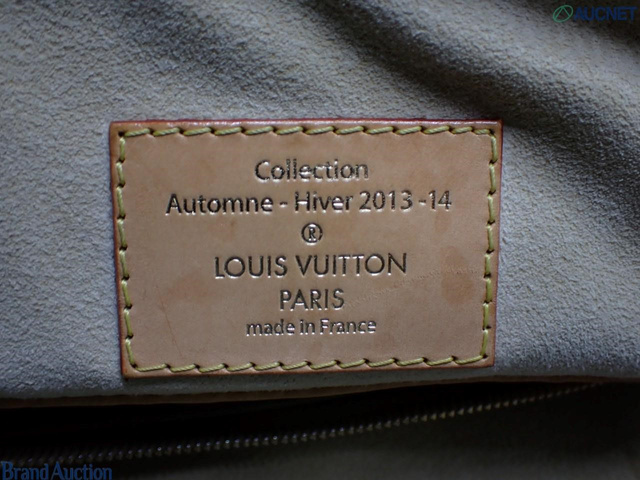 AUCNET
Collection
Automne - Hiver 2013 -14
®
LOUIS VUITTON
PARIS
made in France
Brand Auction